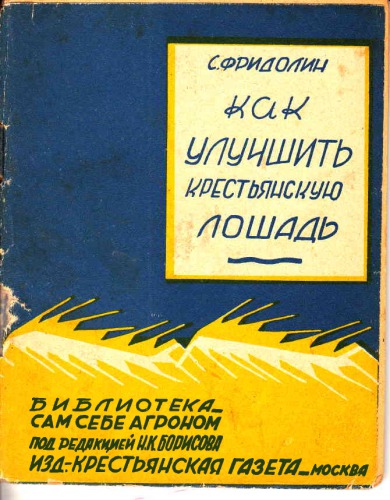 С. ФРИДОЛИН
КАК
УЛУЧШИТЬ
КРЕСТЬЯНСКУЮ
ЛОШАДЬ
БИБЛИОТЕКА_
САМ СЕБЕ АГРОНОМ
ПОД РЕДАКЦИЕЙ Н.К.БОРИСОВА
ИЗД.-КРЕСТЬЯНСКАЯ ГАЗЕТА_МОСКВА